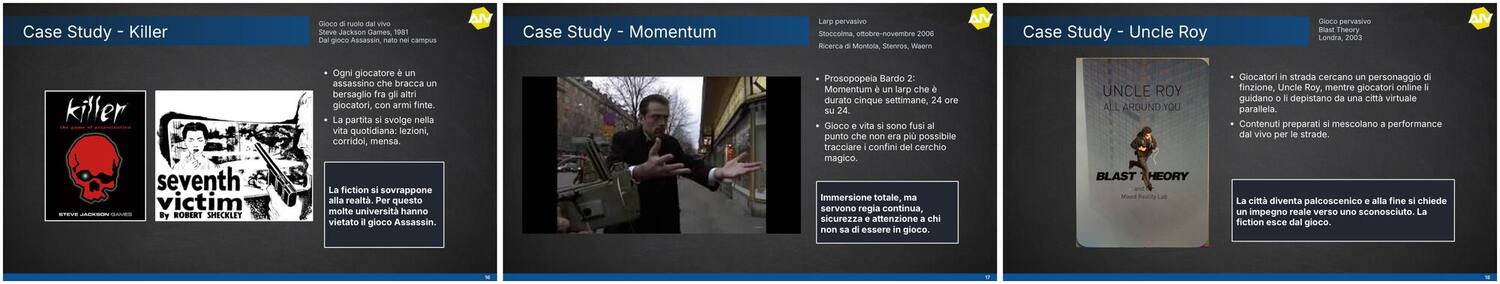 Case Study - Killer
Gioco di ruolo dal vivo
Steve Jackson Games, 1981
Dal gioco Assassin, nato nei campus
AIV
• Ogni giocatore è un
assassino che bracca un
bersaglio fra gli altri
giocatori, con armi finte.
• La partita si svolge nella
vita quotidiana: lezioni,
corridoi, mensa.
killer
the game of assassination
STEVE JACKSON GAMES
seventh
victim
By ROBERT SHECKLEY
La fiction si sovrappone
alla realtà. Per questo
molte università hanno
vietato il gioco Assassin.
16
Case Study - Momentum
Larp pervasivo
Stoccolma, ottobre-novembre 2006
Ricerca di Montola, Stenros, Waern
AIV
• Prosopopeia Bardo 2:
Momentum è un larp che è
durato cinque settimane, 24 ore
su 24.
• Gioco e vita si sono fusi al
punto che non era più possibile
tracciare i confini del cerchio
magico.
Immersione totale, ma
servono regia continua,
sicurezza e attenzione a chi
non sa di essere in gioco.
17
Case Study - Uncle Roy
Gioco pervasivo
Blast Theory
Londra, 2003
AIV
UNCLE ROY
ALL AROUND YOU
BLAST THEORY
and
Mixed Reality Lab
• Giocatori in strada cercano un personaggio di
finzione, Uncle Roy, mentre giocatori online li
guidano o li depistano da una città virtuale
parallela.
• Contenuti preparati si mescolano a performance
dal vivo per le strade.
La città diventa palcoscenico e alla fine si chiede
un impegno reale verso uno sconosciuto. La
fiction esce dal gioco.
18